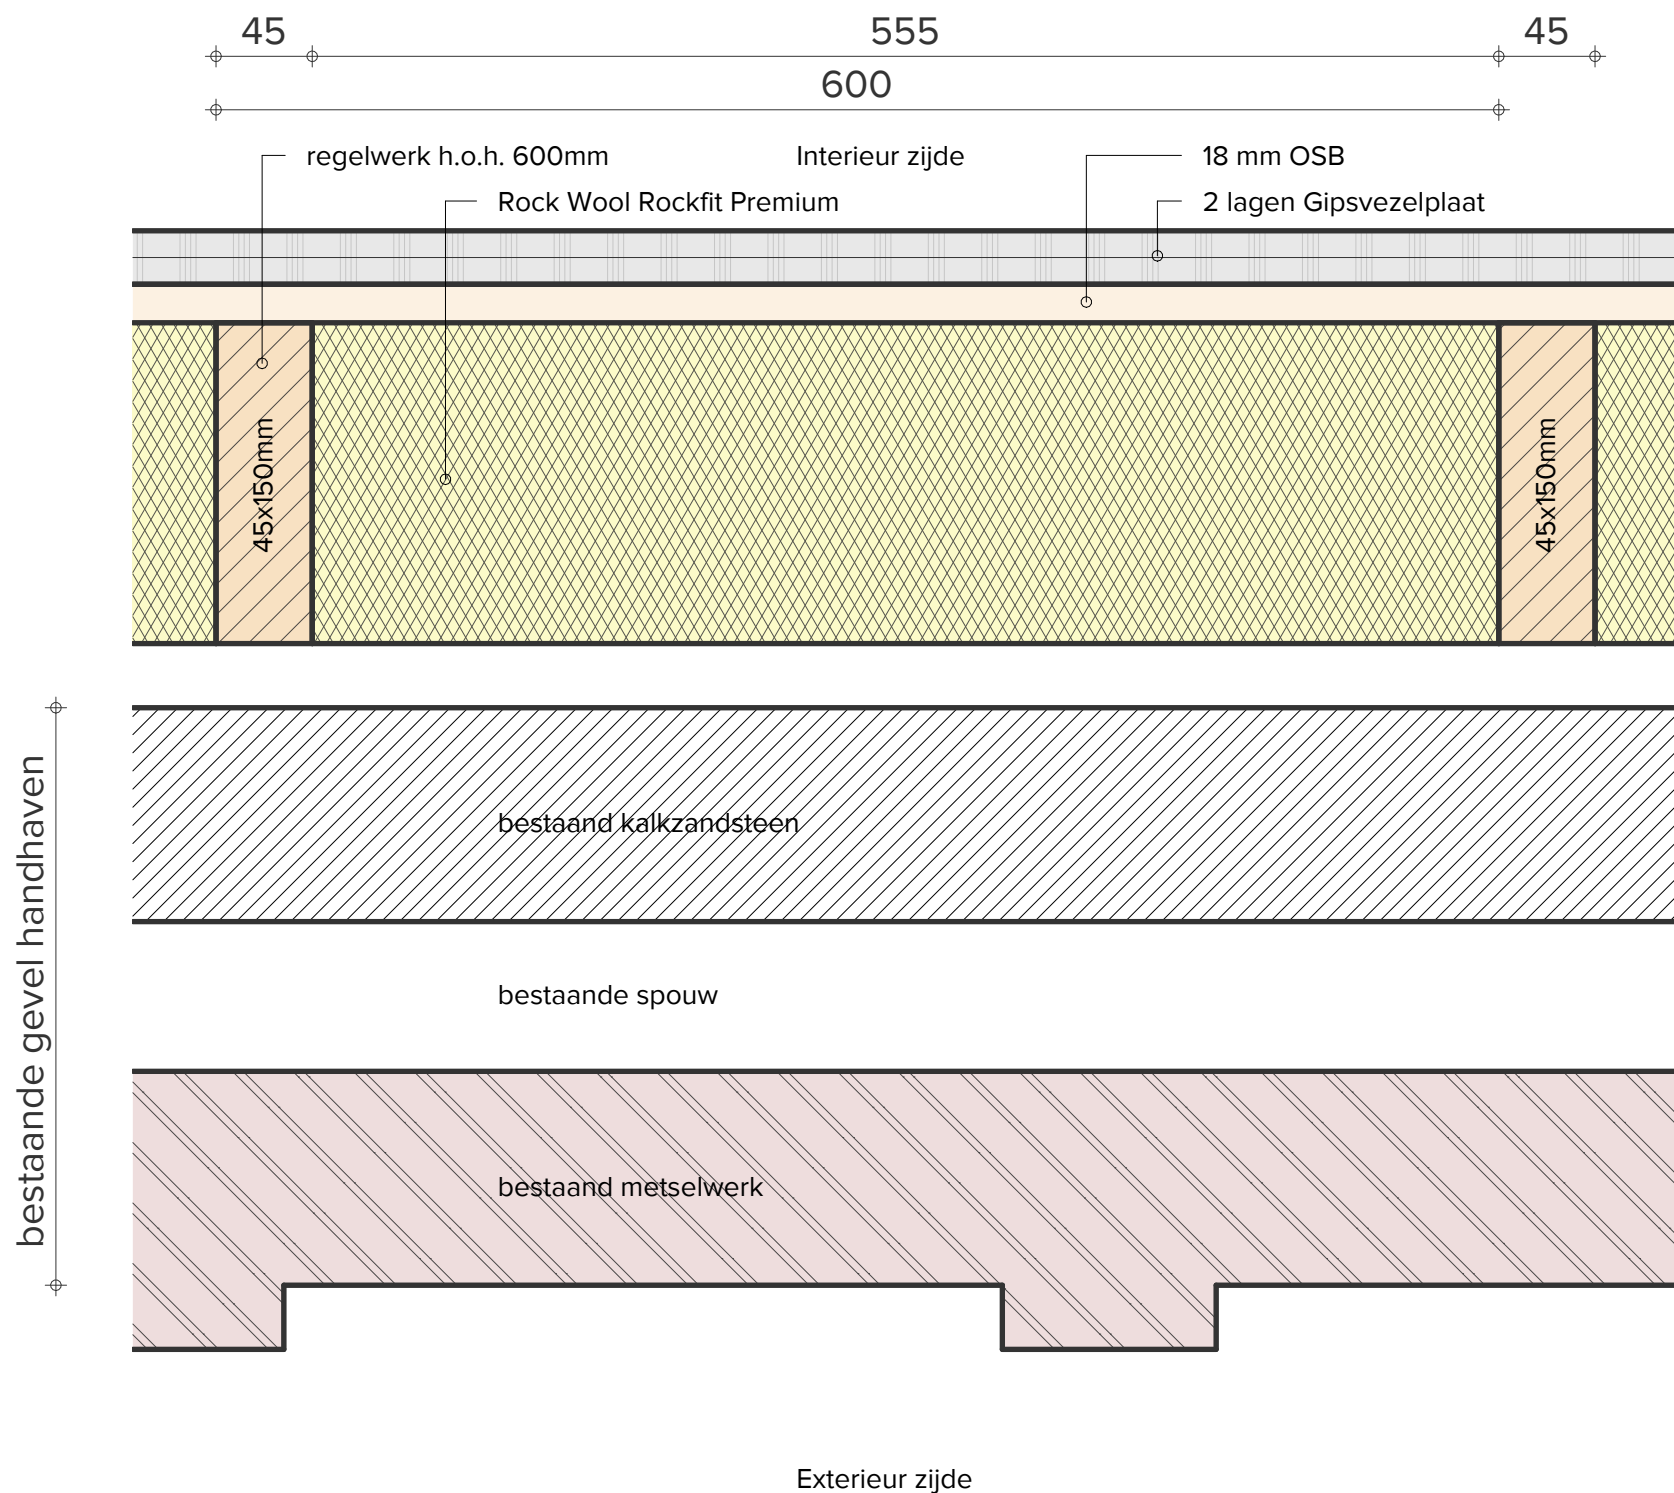 45 555 45
600
regelwerk h.o.h. 600mm Interieur zijde 18 mm OSB
Rock Wool Rockfit Premium 2 lagen Gipsvezelplaat
45x150mm 45x150mm
bestaande gevel handhaven
bestaand kalkzandsteen
bestaande spouw
bestaand metselwerk
Exterieur zijde